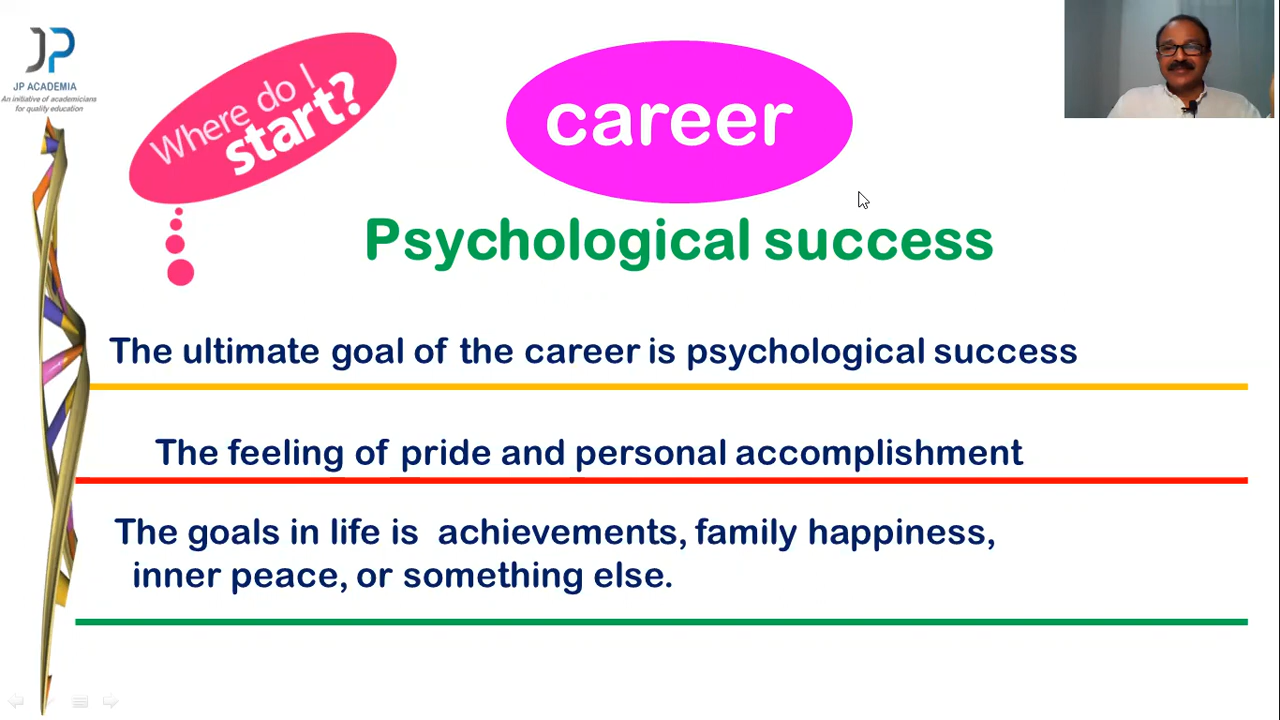 JP ACADEMIA
An initiative of academicians
for quality education
Where do I
start?
career
Psychological success
The ultimate goal of the career is psychological success
The feeling of pride and personal accomplishment
The goals in life is achievements, family happiness,
inner peace, or something else.